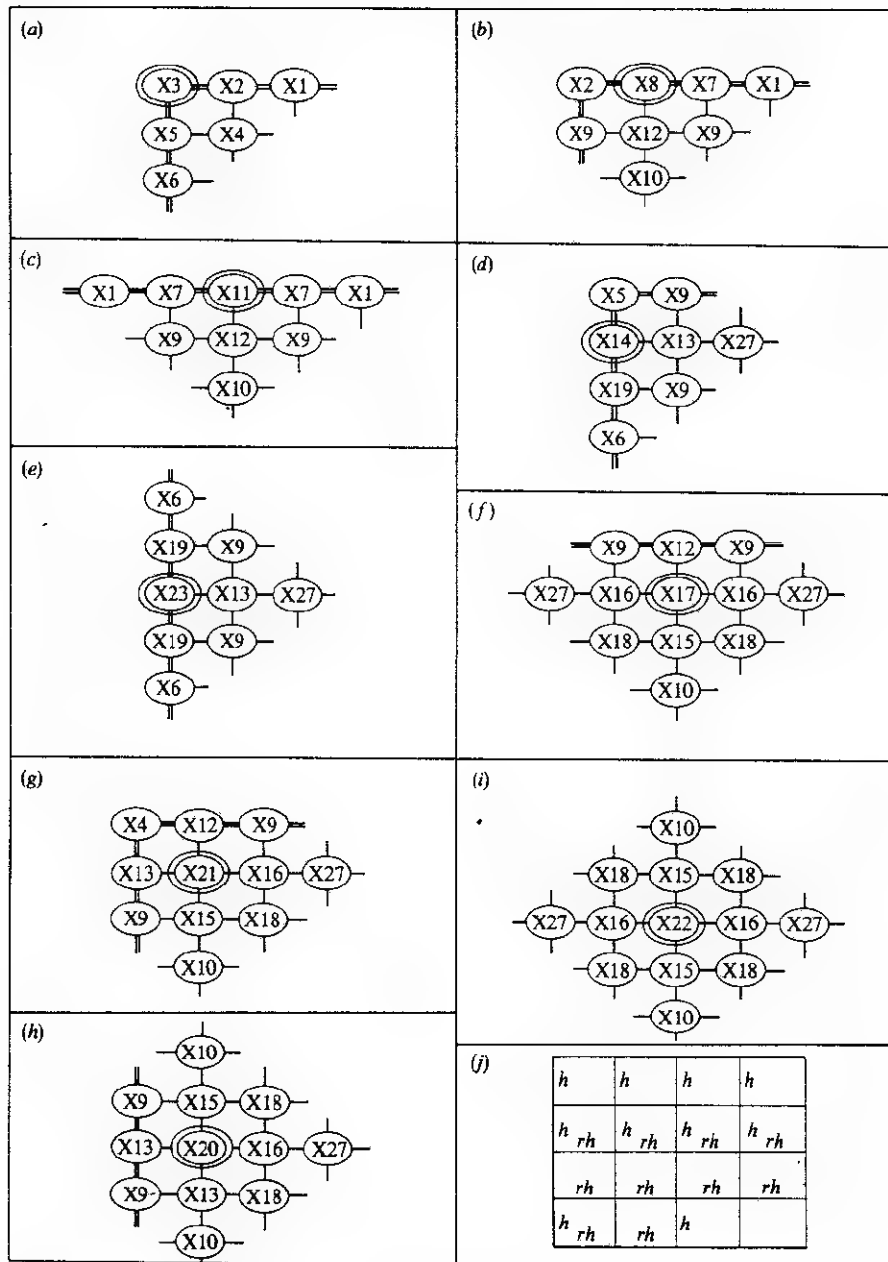 (a)
X3 X2 X1
X5 X4
X6
(b)
X2 X8 X7 X1
X9 X12 X9
X10
(c)
X1 X7 X11 X7 X1
X9 X12 X9
X10
(d)
X5 X9
X14 X13 X27
X19 X9
X6
(e)
X6
X19 X9
X23 X13 X27
X19 X9
X6
(f)
X9 X12 X9
X27 X16 X17 X16 X27
X18 X15 X18
X10
(g)
X4 X12 X9
X13 X21 X16 X27
X9 X15 X18
X10
(i)
X10
X18 X15 X18
X27 X16 X22 X16 X27
X18 X15 X18
X10
(h)
X10
X9 X15 X18
X13 X20 X16 X27
X9 X13 X18
X10
(j)
h h h h
h rh h rh h rh h rh
rh rh rh rh
h rh rh h